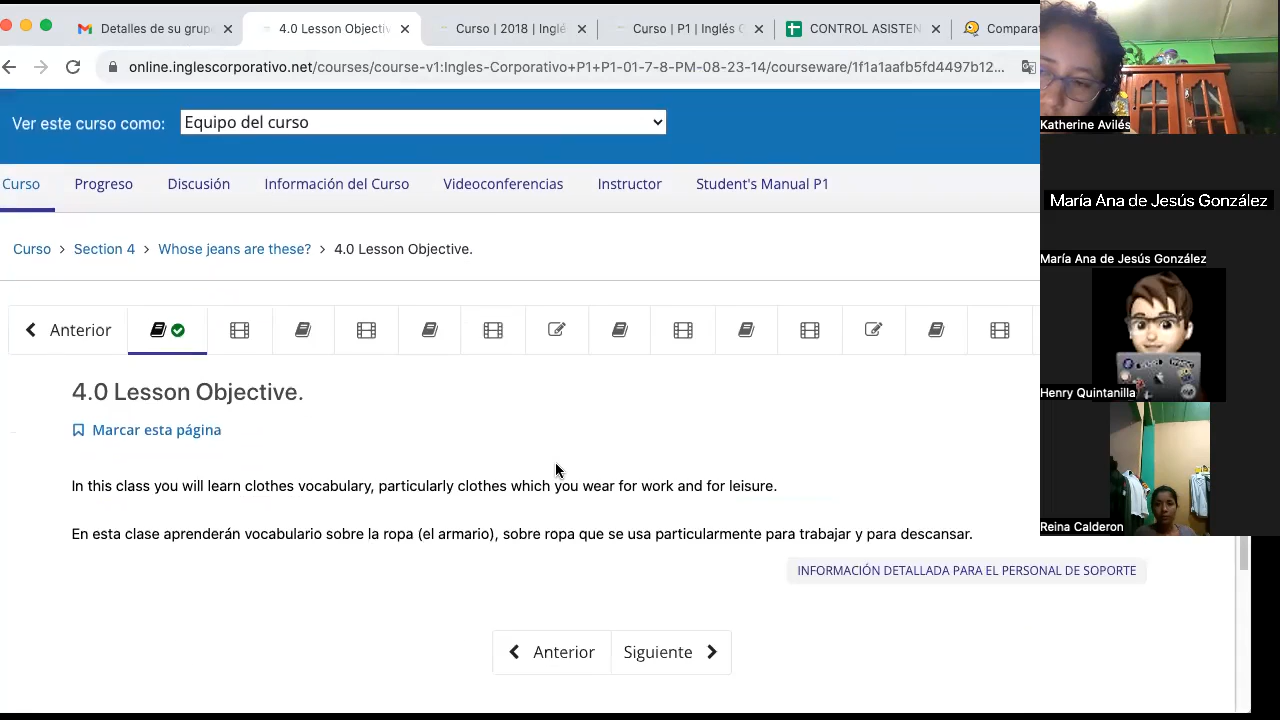 Detalles de su grupo
4.0 Lesson Objectiv
Curso | 2018 | Inglé
Curso | P1 | Inglés C
CONTROL ASISTEN
Comparat
online.inglescorporativo.net/courses/course-v1:Ingles-Corporativo+P1+P1-01-7-8-PM-08-23-14/courseware/1f1a1aafb5fd4497b12...
Ver este curso como:
Equipo del curso
Curso
Progreso
Discusión
Información del Curso
Videoconferencias
Instructor
Student's Manual P1
Curso > Section 4 > Whose jeans are these? > 4.0 Lesson Objective.
Anterior
4.0 Lesson Objective.
Marcar esta página
In this class you will learn clothes vocabulary, particularly clothes which you wear for work and for leisure.
En esta clase aprenderán vocabulario sobre la ropa (el armario), sobre ropa que se usa particularmente para trabajar y para descansar.
INFORMACIÓN DETALLADA PARA EL PERSONAL DE SOPORTE
Anterior
Siguiente
Katherine Avilés
María Ana de Jesús González
María Ana de Jesús González
Henry Quintanilla
Reina Calderon